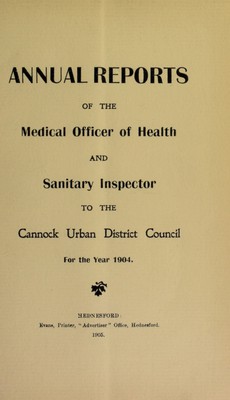 ANNUAL REPORTS
OF THE
Medical Officer of Health
AND
Sanitary Inspector
TO THE
Cannock Urban District Council
For the Year 1904.
HEDNESFORD:
Evans, Printer, "Advertiser" Office, Hednesford.
1905.